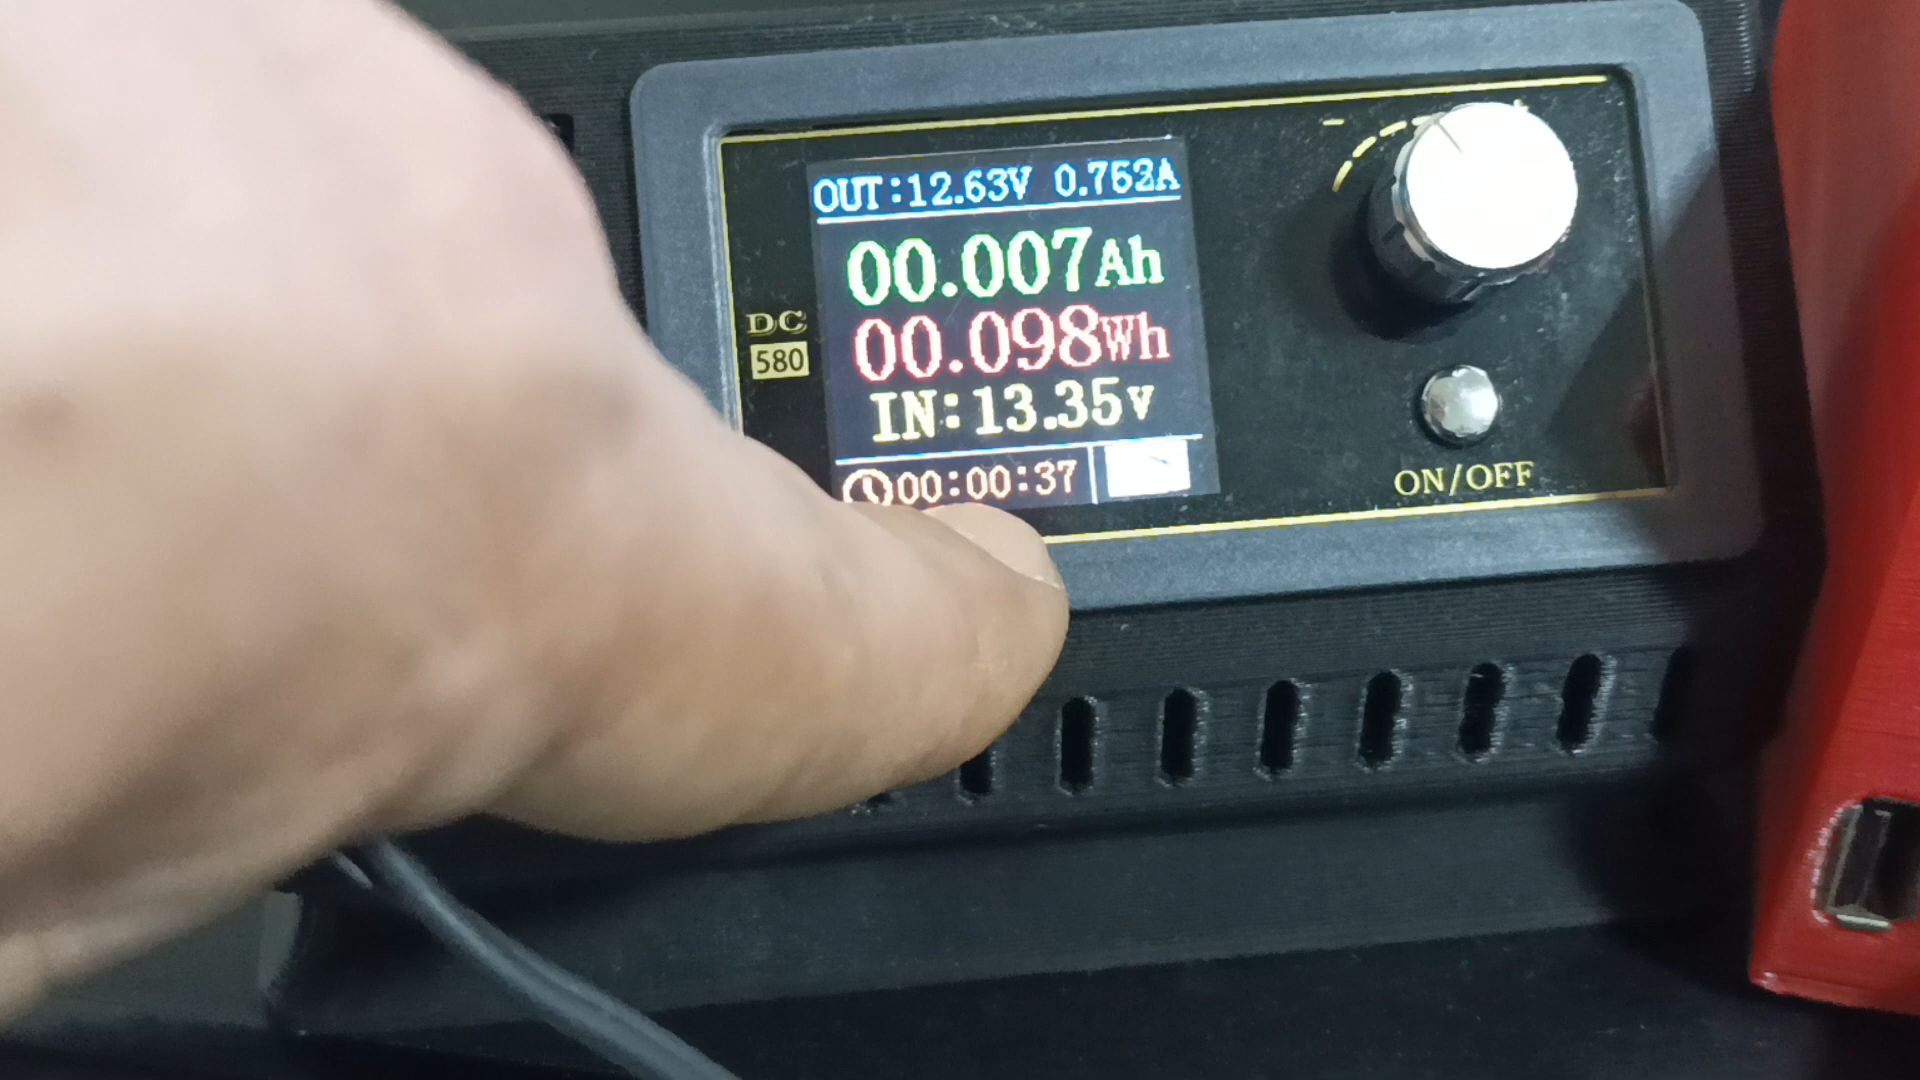 OUT:12.63V 0.752A
00.007Ah
00.098Wh
IN:13.35V
00:00:37
DC
580
ON/OFF